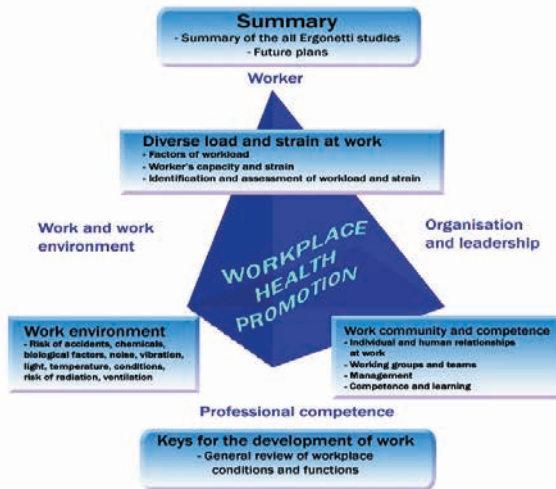 Summary
- Summary of the all Ergonetti studies
- Future plans
Worker
Diverse load and strain at work
- Factors of workload
- Worker's capacity and strain
- Identification and assessment of workload and strain
Work and work
environment
Organisation
and leadership
WORKPLACE
HEALTH
PROMOTION
Work environment
- Risk of accidents, chemicals,
biological factors, noise, vibration,
light, temperature, conditions,
risk of radiation, ventilation
Work community and competence
- Individual and human relationships
at work
- Working groups and teams
- Management
- Competence and learning
Professional competence
Keys for the development of work
- General review of workplace
conditions and functions